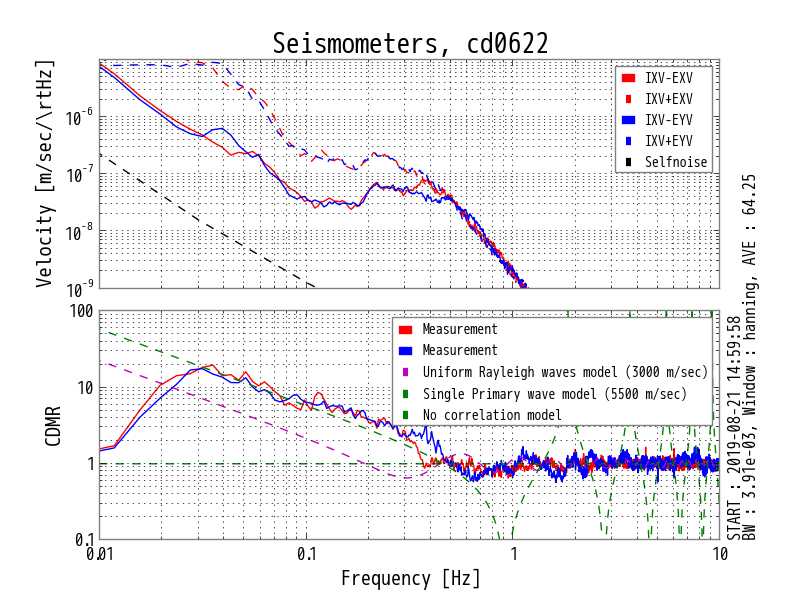 Seismometers, cd0622
Velocity [m/sec/\rtHz]
10^-6
10^-7
10^-8
10^-9
IXV-EXV
IXV+EXV
IXV-EYV
IXV+EYV
Selfnoise
CDMR
100
10
1
0.1
Measurement
Measurement
Uniform Rayleigh waves model (3000 m/sec)
Single Primary wave model (5500 m/sec)
No correlation model
0.01
0.1
1
10
Frequency [Hz]
START : 2019-08-21 14:59:58
BW : 3.91e-03, Window : hanning, AVE : 64.25